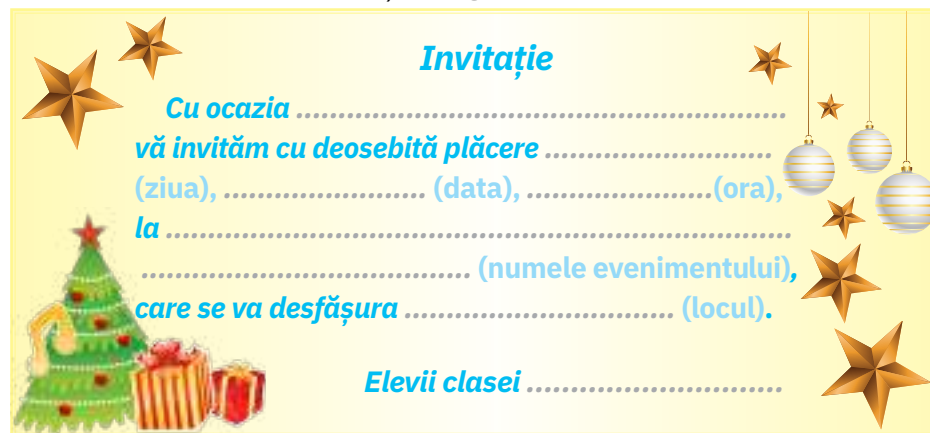 Invitație
Cu ocazia ........................................................
vă invităm cu deosebită plăcere ..........................
(ziua), ....................... (data), .....................(ora),
la ........................................................................
...................................... (numele evenimentului),
care se va desfășura ............................... (locul).
Elevii clasei .............................